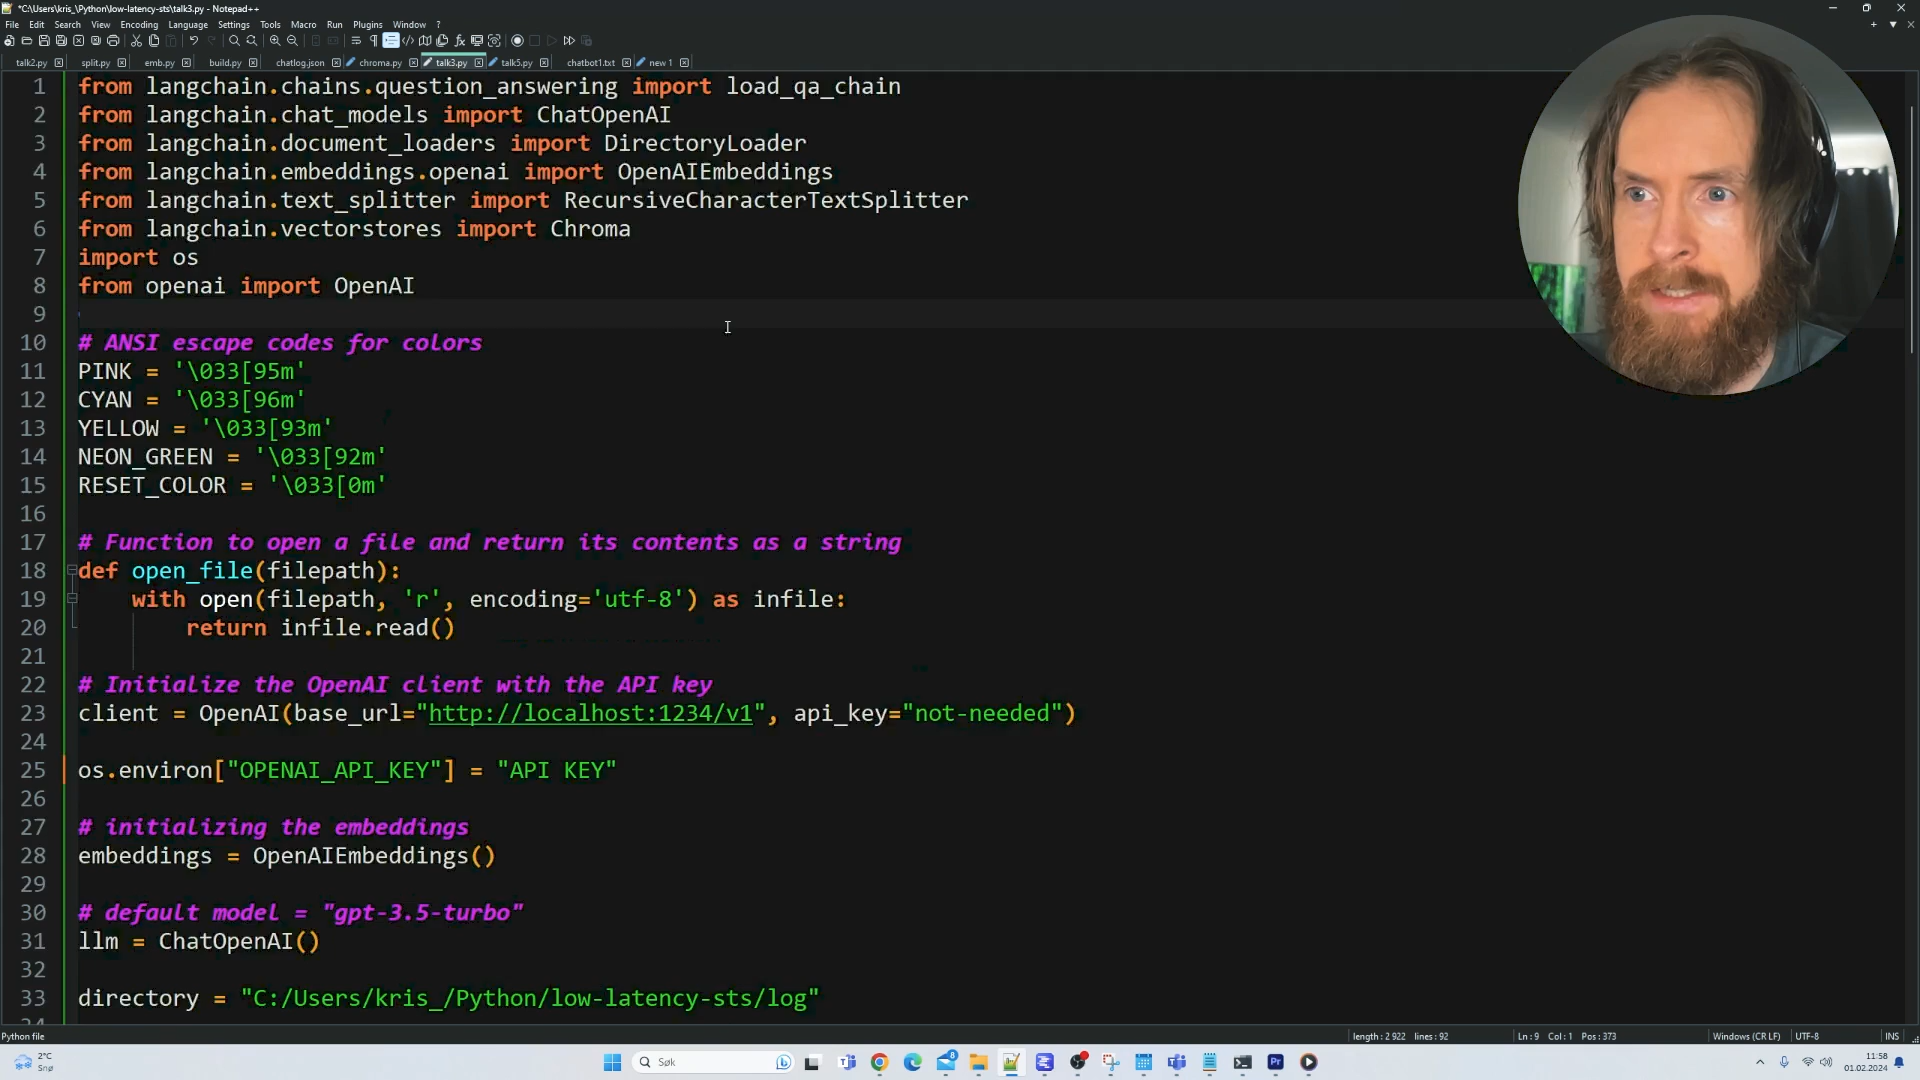 *C:\Users\kris_\Python\low-latency-sts\talk3.py - Notepad++
File Edit Search View Encoding Language Settings Tools Macro Run Plugins Window ?
talk2.py split.py emb.py build.py chatlog.json chroma.py talk3.py talk5.py chatbot1.txt new 1
1 from langchain.chains.question_answering import load_qa_chain
2 from langchain.chat_models import ChatOpenAI
3 from langchain.document_loaders import DirectoryLoader
4 from langchain.embeddings.openai import OpenAIEmbeddings
5 from langchain.text_splitter import RecursiveCharacterTextSplitter
6 from langchain.vectorstores import Chroma
7 import os
8 from openai import OpenAI
9
10 # ANSI escape codes for colors
11 PINK = '\033[95m'
12 CYAN = '\033[96m'
13 YELLOW = '\033[93m'
14 NEON_GREEN = '\033[92m'
15 RESET_COLOR = '\033[0m'
16
17 # Function to open a file and return its contents as a string
18 def open_file(filepath):
19 with open(filepath, 'r', encoding='utf-8') as infile:
20 return infile.read()
21
22 # Initialize the OpenAI client with the API key
23 client = OpenAI(base_url="http://localhost:1234/v1", api_key="not-needed")
24
25 os.environ["OPENAI_API_KEY"] = "API KEY"
26
27 # initializing the embeddings
28 embeddings = OpenAIEmbeddings()
29
30 # default model = "gpt-3.5-turbo"
31 llm = ChatOpenAI()
32
33 directory = "C:/Users/kris_/Python/low-latency-sts/log"
34
Python file length : 2 922 lines : 92 Ln : 9 Col : 1 Pos : 373 Windows (CR LF) UTF-8 INS
2°C
Snø
Søk
11:58
01.02.2024